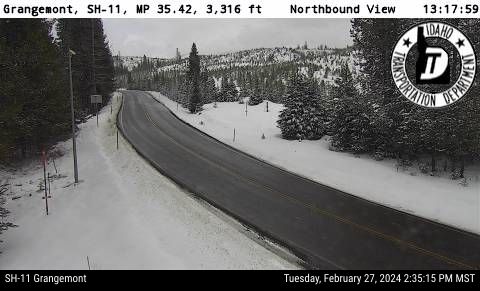 Grangemont, SH-11, MP 35.42, 3,316 ft Northbound View 13:17:59
IDAHO
TRANSPORTATION DEPARTMENT
SH-11 Grangemont Tuesday, February 27, 2024 2:35:15 PM MST